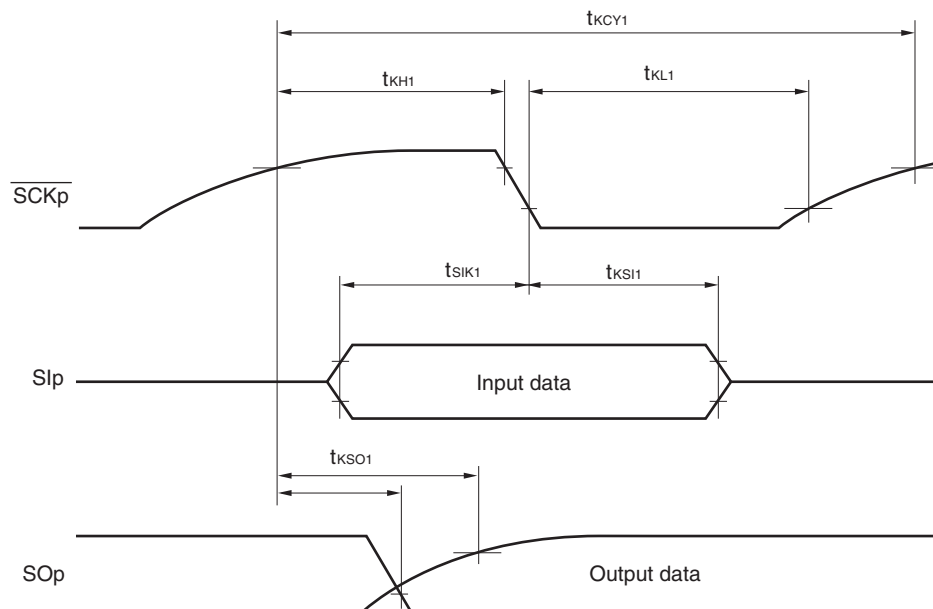 tKCY1
tKH1
tKL1
SCKp
tSIK1
tKSI1
SIp
Input data
tKSO1
SOp
Output data